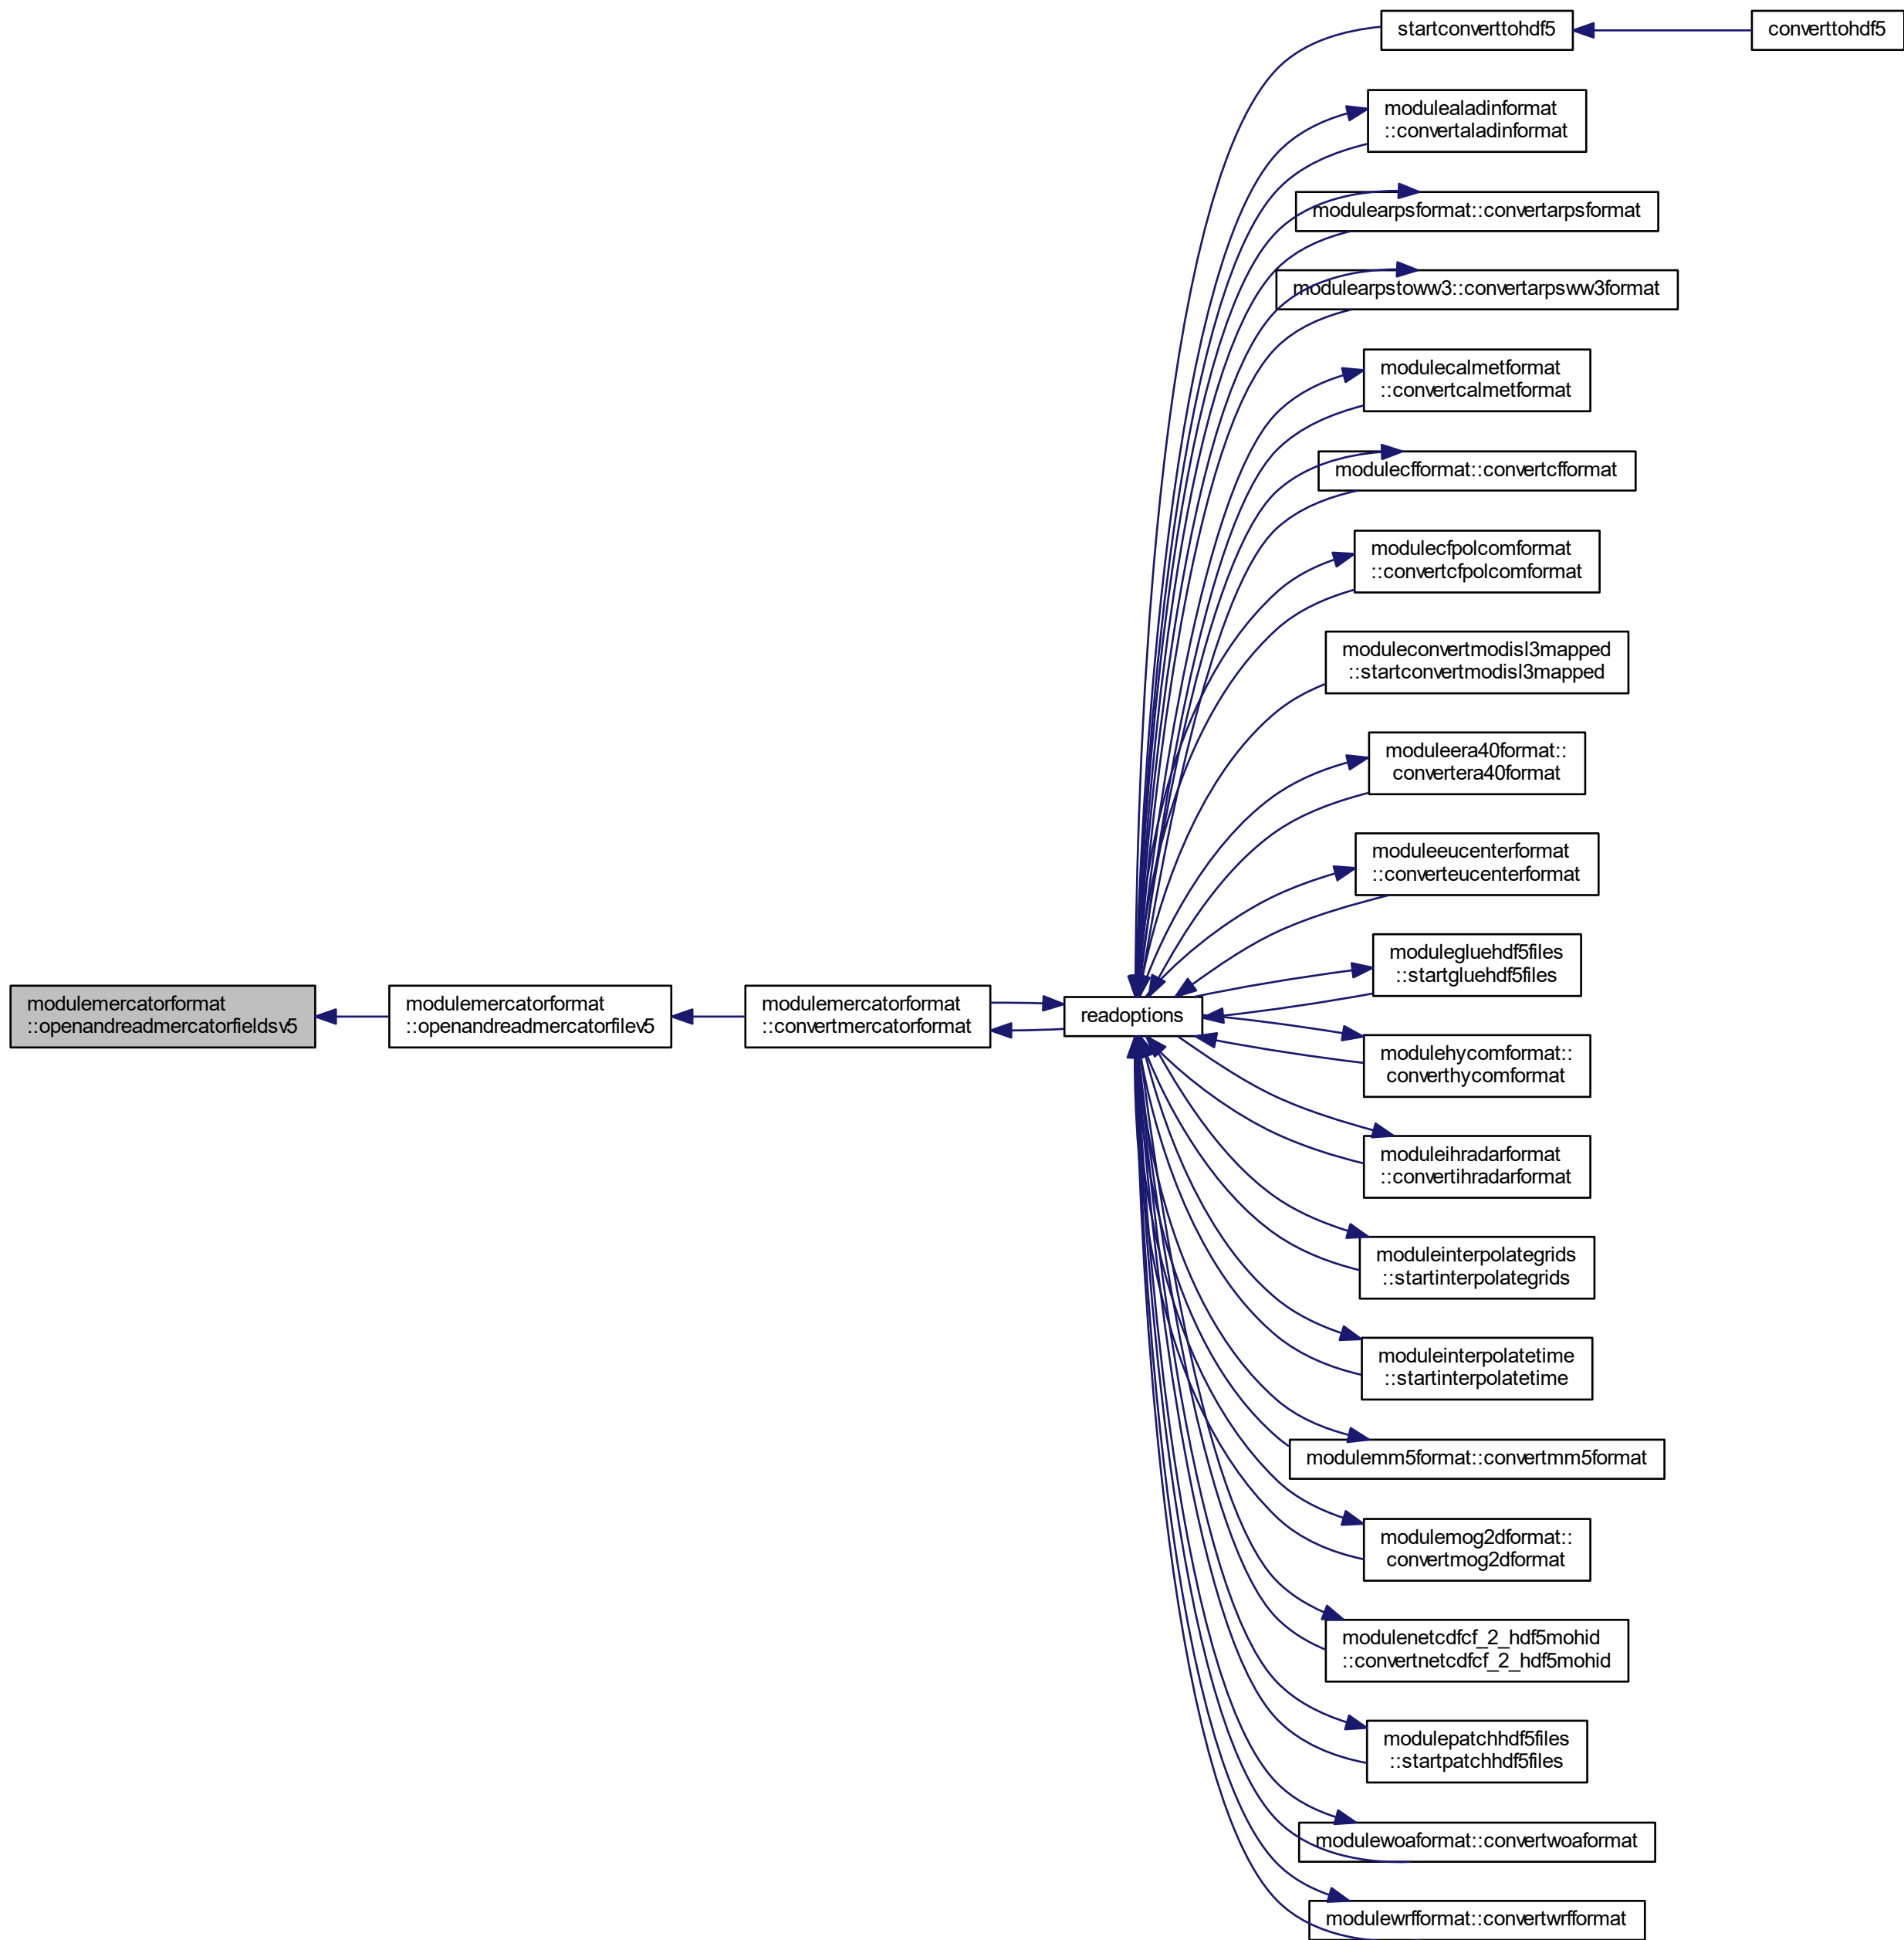 startconverttohdf5
converttohdf5
modulealadinformat
::convertaladinformat
modulearpsformat::convertarpsformat
modulearpstoww3::convertarpsww3format
modulecalmetformat
::convertcalmetformat
modulecfformat::convertcfformat
modulecfpolcomformat
::convertcfpolcomformat
moduleconvertmodisl3mapped
::startconvertmodisl3mapped
moduleera40format::
convertera40format
moduleeucenterformat
::converteucenterformat
modulegluehdf5files
::startgluehdf5files
modulemercatorformat
::openandreadmercatorfieldsv5
modulemercatorformat
::openandreadmercatorfilev5
modulemercatorformat
::convertmercatorformat
readoptions
modulehycomformat::
converthycomformat
moduleihradarformat
::convertihradarformat
moduleinterpolategrids
::startinterpolategrids
moduleinterpolatetime
::startinterpolatetime
modulemm5format::convertmm5format
modulemog2dformat::
convertmog2dformat
modulenetcdfcf_2_hdf5mohid
::convertnetcdfcf_2_hdf5mohid
modulepatchhdf5files
::startpatchhdf5files
modulewoaformat::convertwoaformat
modulewrfformat::convertwrfformat